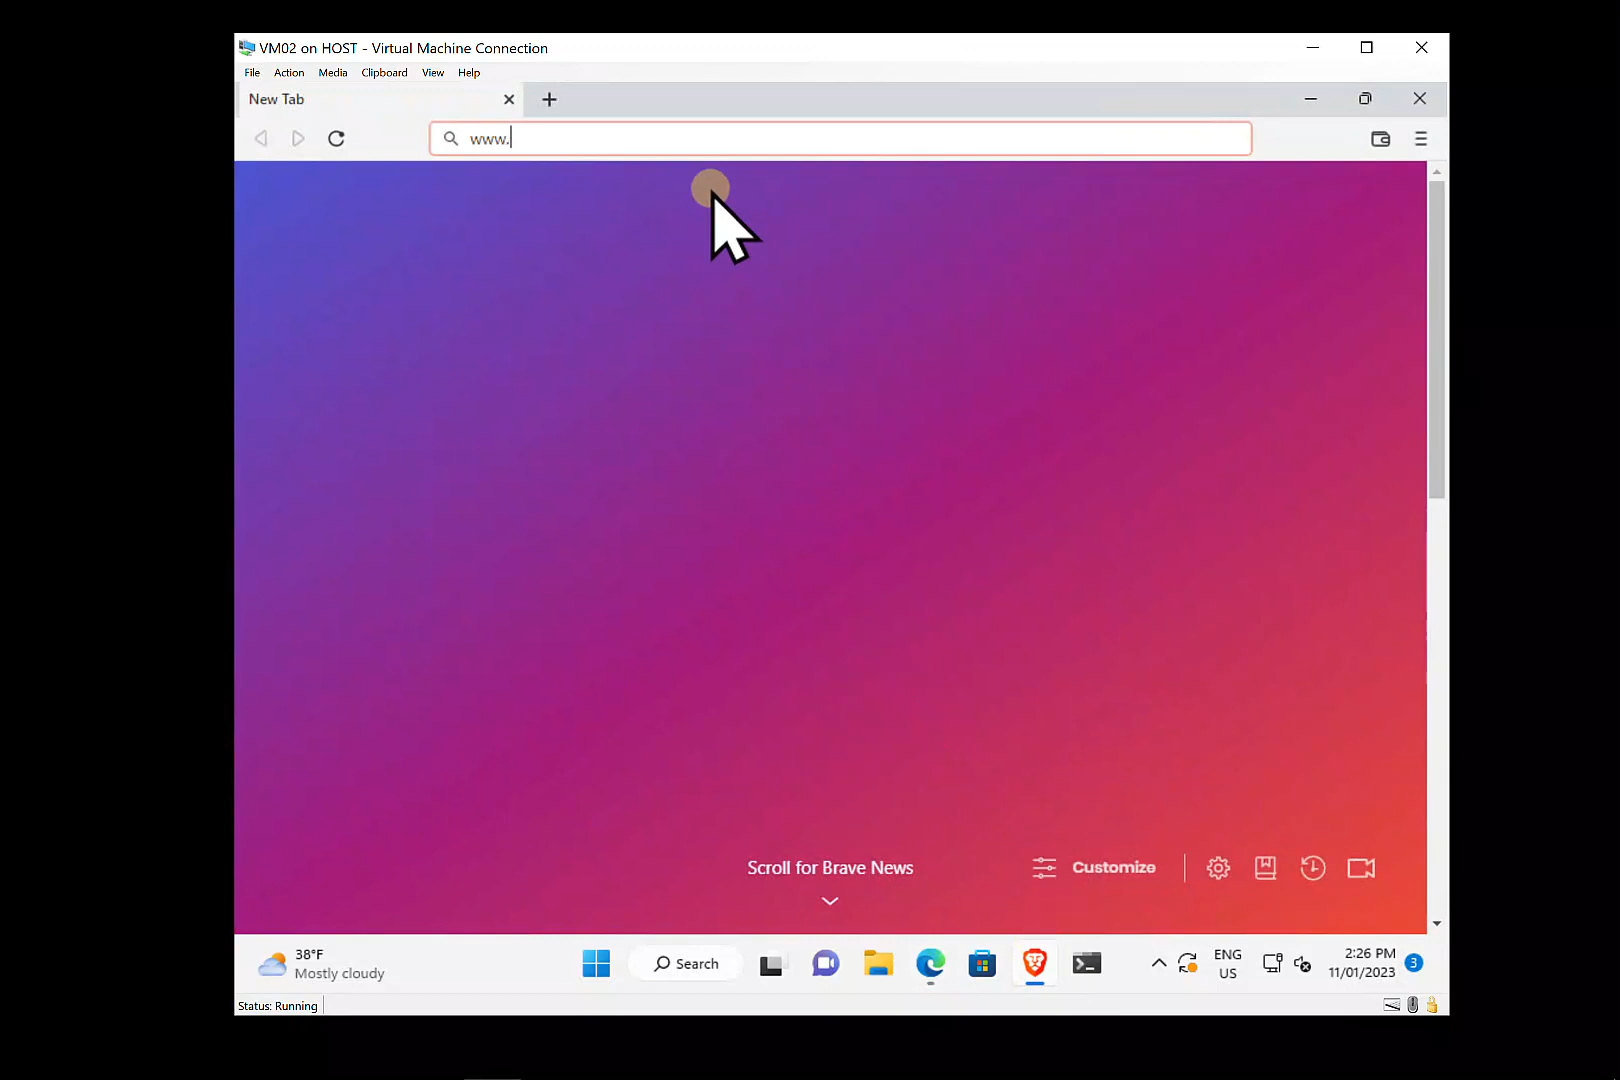 VM02 on HOST - Virtual Machine Connection
File Action Media Clipboard View Help
New Tab
www.
Scroll for Brave News
Customize
38°F
Mostly cloudy
Search
ENG
US
2:26 PM
11/01/2023
3
Status: Running